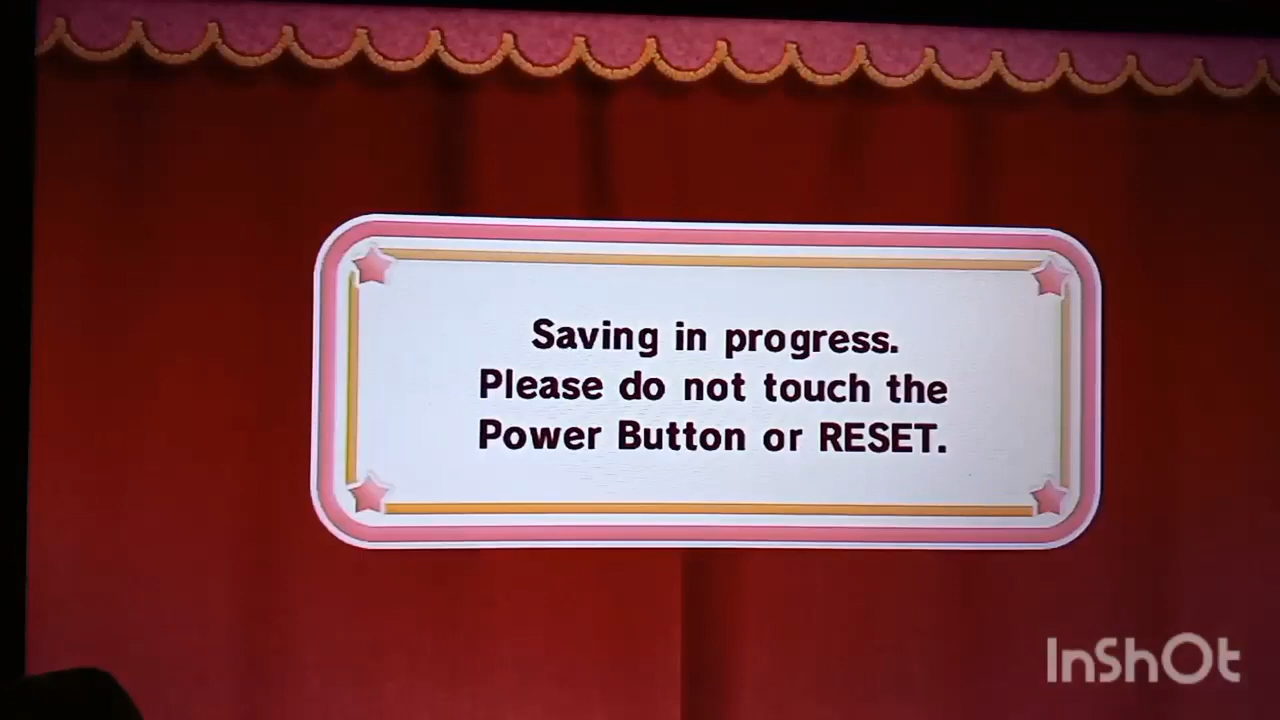 Saving in progress.
Please do not touch the
Power Button or RESET.
InShOt